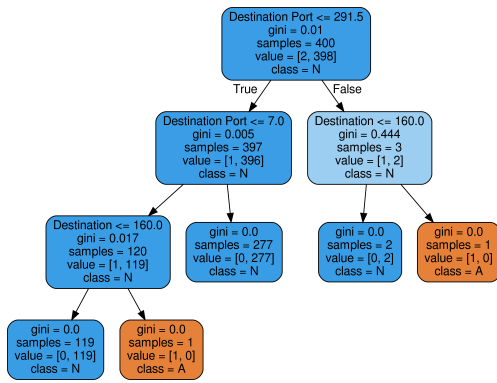 Destination Port <= 291.5
gini = 0.01
samples = 400
value = [2, 398]
class = N
True
False
Destination Port <= 7.0
gini = 0.005
samples = 397
value = [1, 396]
class = N
Destination <= 160.0
gini = 0.444
samples = 3
value = [1, 2]
class = N
Destination <= 160.0
gini = 0.017
samples = 120
value = [1, 119]
class = N
gini = 0.0
samples = 277
value = [0, 277]
class = N
gini = 0.0
samples = 2
value = [0, 2]
class = N
gini = 0.0
samples = 1
value = [1, 0]
class = A
gini = 0.0
samples = 119
value = [0, 119]
class = N
gini = 0.0
samples = 1
value = [1, 0]
class = A